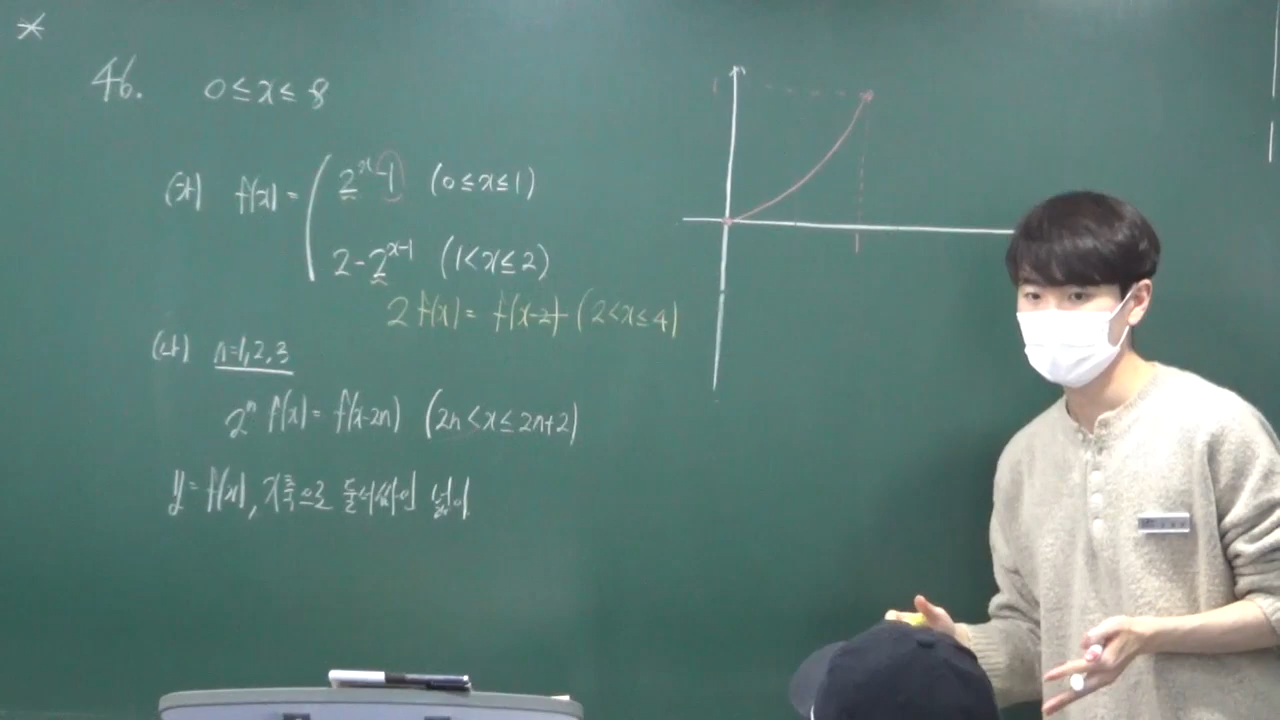 46. 0≤x≤8
(가) f(x)= 2^x-1 (0≤x≤1)
2-2^{x-1} (1<x≤2)
2f(x)= f(x-2) (2<x≤4)
(나) n=1,2,3
2^n f(x)= f(x-2n) (2n<x≤2n+2)
y=f(x), x축으로 둘러싸인 넓이
1
1